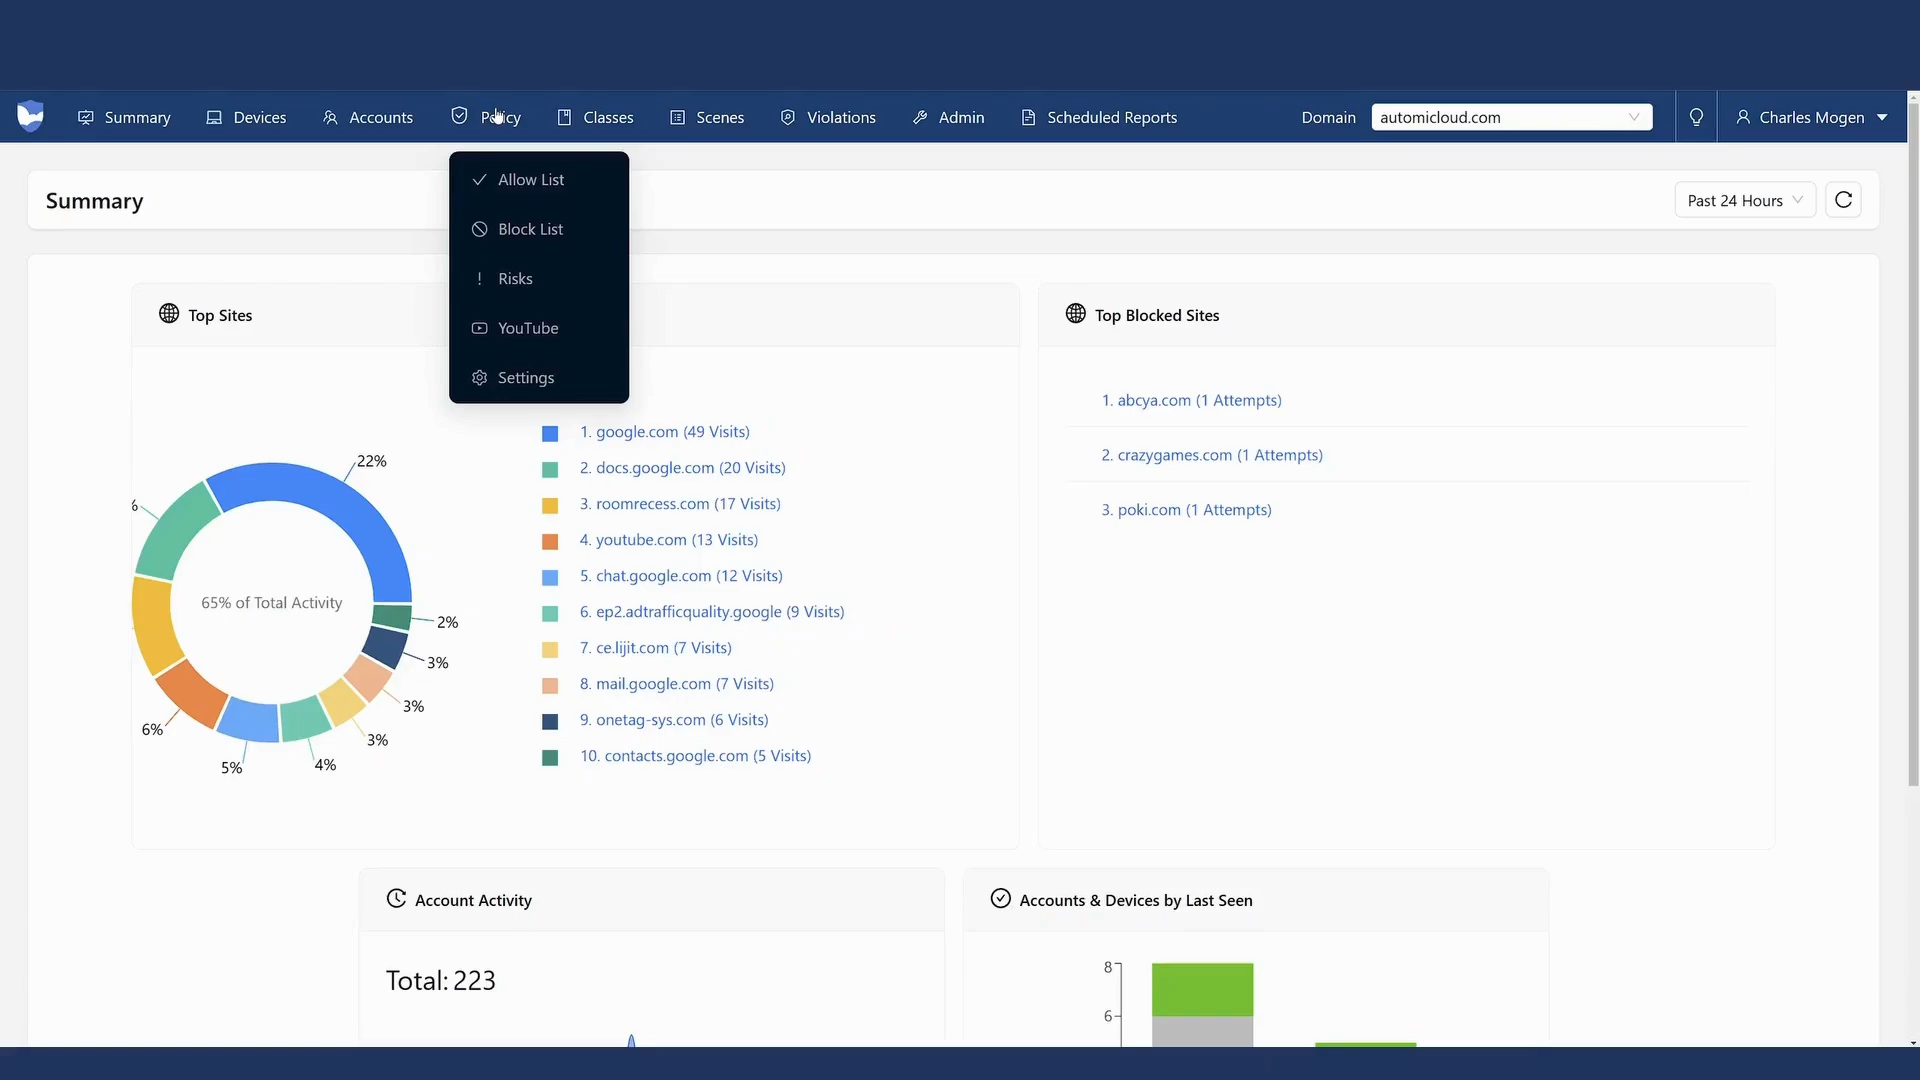 Summary Devices Accounts Policy Classes Scenes Violations Admin Scheduled Reports Domain automicloud.com Charles Mogen
Allow List
Block List
Risks
YouTube
Settings
Summary
Past 24 Hours
Top Sites
22%
%
65% of Total Activity
2%
3%
3%
3%
4%
5%
6%
1. google.com (49 Visits)
2. docs.google.com (20 Visits)
3. roomrecess.com (17 Visits)
4. youtube.com (13 Visits)
5. chat.google.com (12 Visits)
6. ep2.adtrafficquality.google (9 Visits)
7. ce.lijit.com (7 Visits)
8. mail.google.com (7 Visits)
9. onetag-sys.com (6 Visits)
10. contacts.google.com (5 Visits)
Top Blocked Sites
1. abcya.com (1 Attempts)
2. crazygames.com (1 Attempts)
3. poki.com (1 Attempts)
Account Activity
Total: 223
Accounts & Devices by Last Seen
8
6